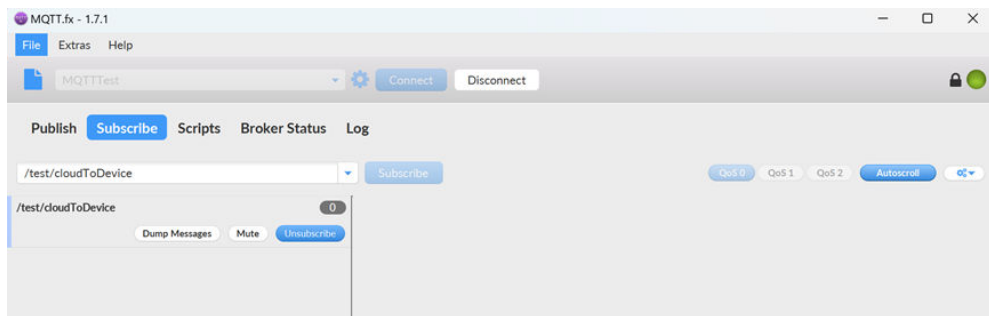 MQTT.fx - 1.7.1
File Extras Help
MQTTTest Connect Disconnect
Publish Subscribe Scripts Broker Status Log
/test/cloudToDevice Subscribe QoS 0 QoS 1 QoS 2 Autoscroll
/test/cloudToDevice 0
Dump Messages Mute Unsubscribe